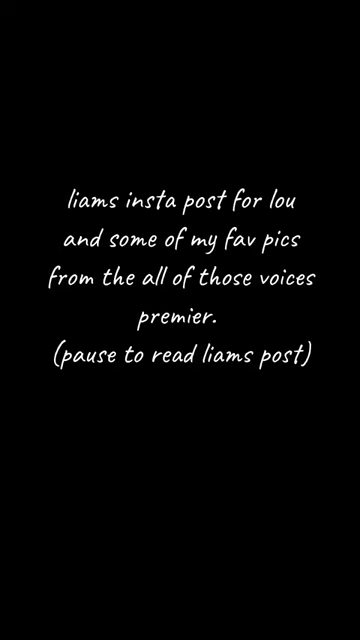 liams insta post for lou
and some of my fav pics
from the all of those voices
premier.
(pause to read liams post)